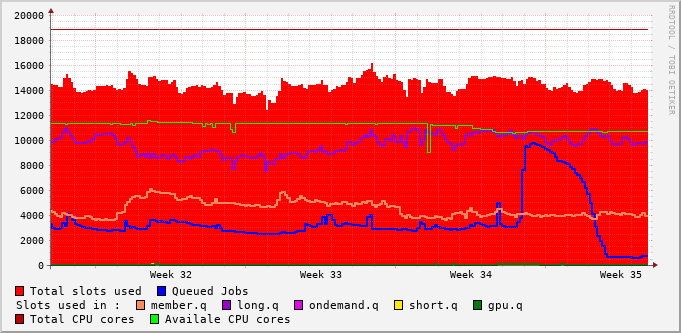 20000
18000
16000
14000
12000
10000
8000
6000
4000
2000
0
Week 32 Week 33 Week 34 Week 35
RRDTOOL / TOBI OETIKER
Total slots used Queued Jobs
Slots used in : member.q long.q ondemand.q short.q gpu.q
Total CPU cores Availale CPU cores